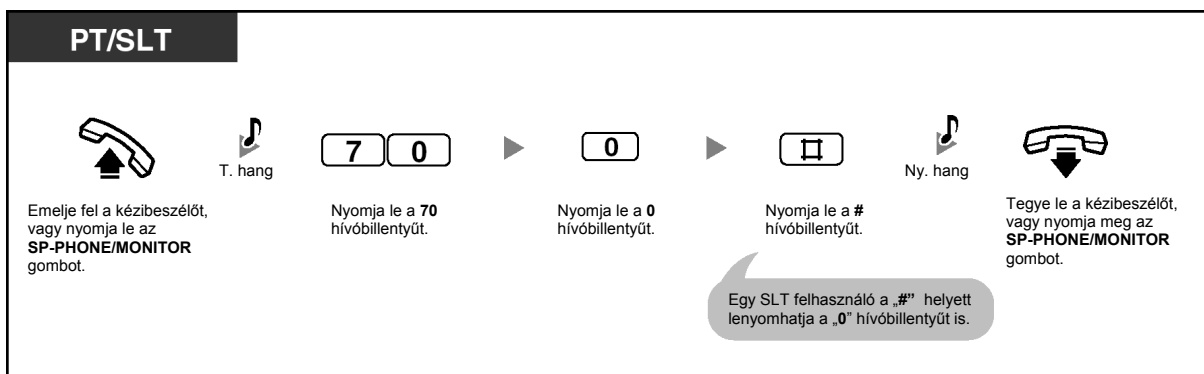 PT/SLT
T. hang
7 0
0
#
Ny. hang
Emelje fel a kézibeszélőt,
vagy nyomja le az
SP-PHONE/MONITOR
gombot.
Nyomja le a 70
hívóbillentyűt.
Nyomja le a 0
hívóbillentyűt.
Nyomja le a #
hívóbillentyűt.
Tegye le a kézibeszélőt,
vagy nyomja meg az
SP-PHONE/MONITOR
gombot.
Egy SLT felhasználó a „#” helyett
lenyomhatja a „0” hívóbillentyűt is.